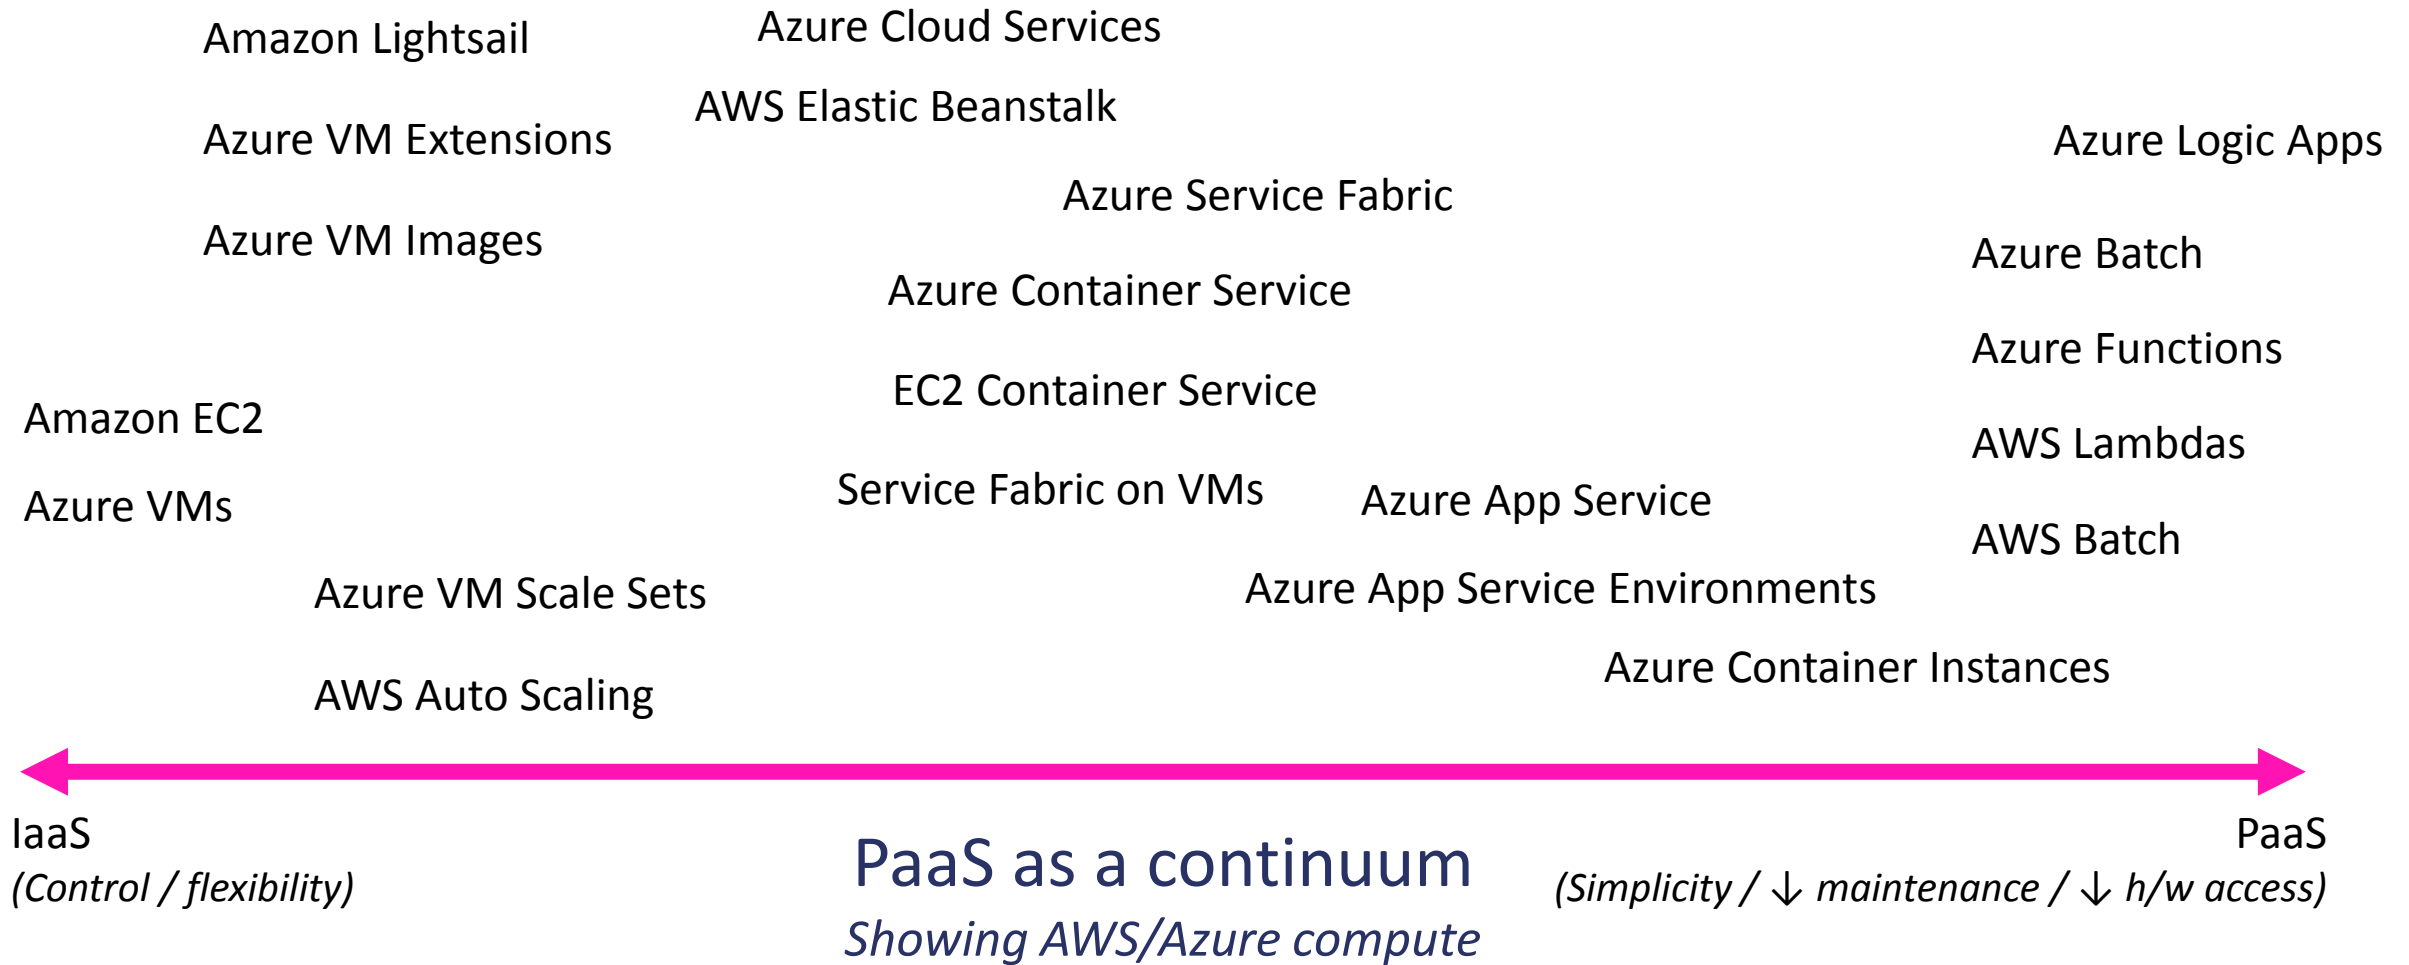 Amazon Lightsail
Azure Cloud Services
AWS Elastic Beanstalk
Azure VM Extensions
Azure Logic Apps
Azure Service Fabric
Azure VM Images
Azure Batch
Azure Container Service
Azure Functions
EC2 Container Service
Amazon EC2
AWS Lambdas
Service Fabric on VMs
Azure App Service
Azure VMs
AWS Batch
Azure VM Scale Sets
Azure App Service Environments
Azure Container Instances
AWS Auto Scaling
IaaS
(Control / flexibility)
PaaS as a continuum
Showing AWS/Azure compute
PaaS
(Simplicity / ↓ maintenance / ↓ h/w access)